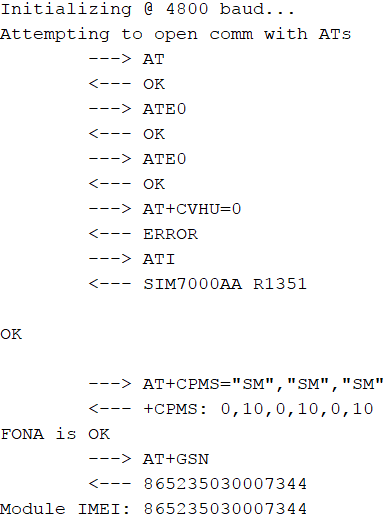 Initializing @ 4800 baud...
Attempting to open comm with ATs
---> AT
<--- OK
---> ATE0
<--- OK
---> ATE0
<--- OK
---> AT+CVHU=0
<--- ERROR
---> ATI
<--- SIM7000AA R1351
OK
---> AT+CPMS="SM","SM","SM"
<--- +CPMS: 0,10,0,10,0,10
FONA is OK
---> AT+GSN
<--- 865235030007344
Module IMEI: 865235030007344